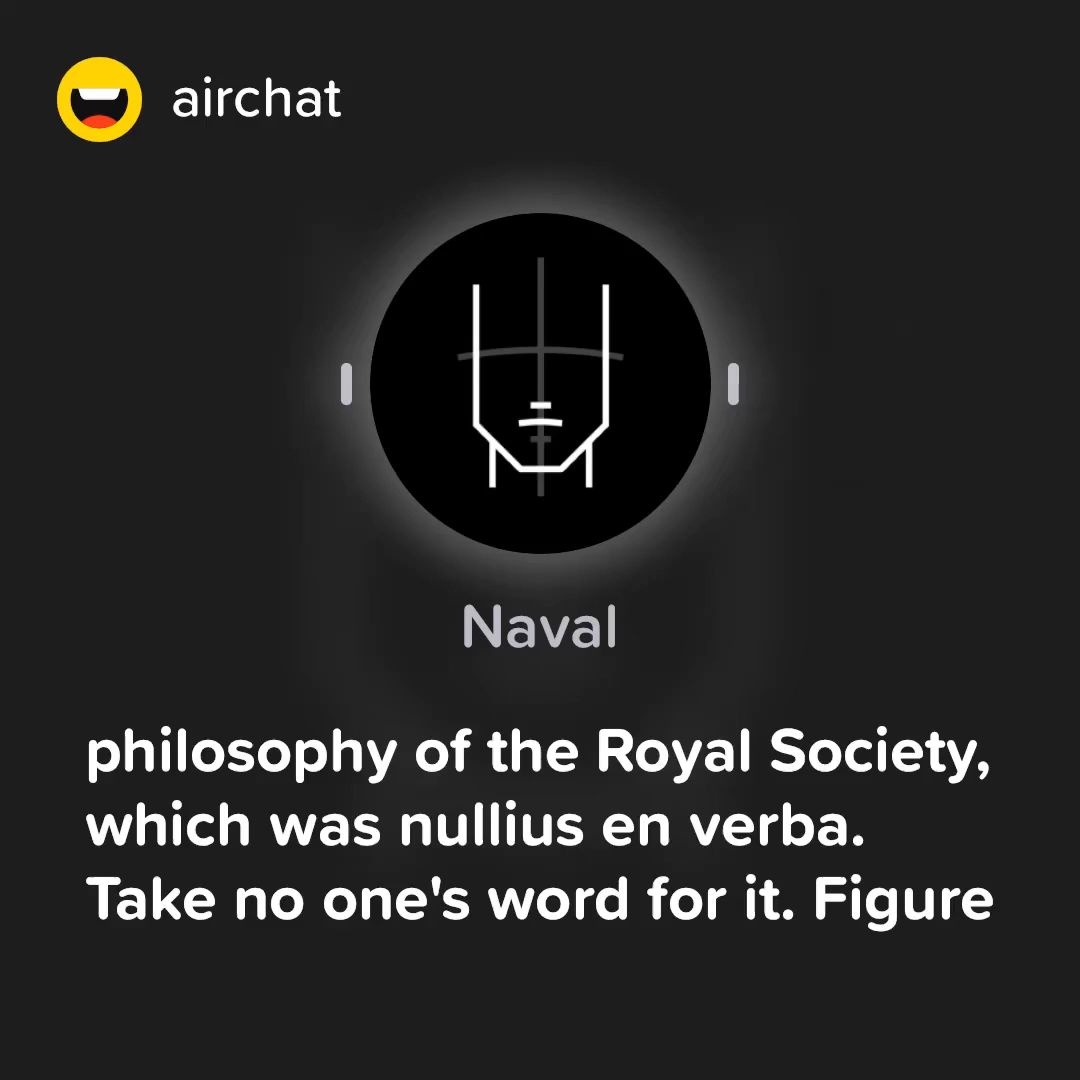 airchat
Naval
philosophy of the Royal Society,
which was nullius en verba.
Take no one's word for it. Figure